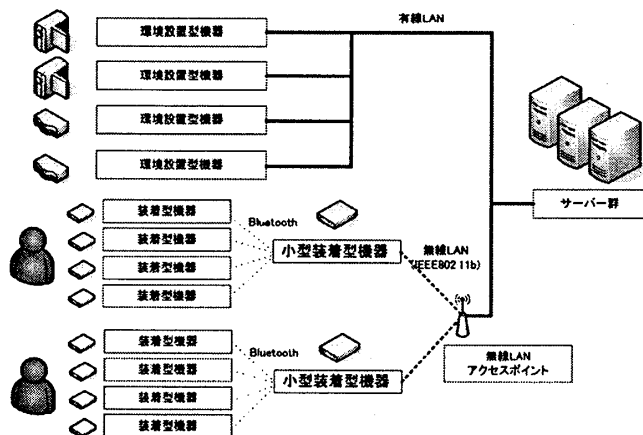 有線LAN
環境設置型機器
環境設置型機器
環境設置型機器
環境設置型機器
サーバー群
装着型機器
装着型機器
装着型機器
装着型機器
Bluetooth
小型装着型機器
無線LAN
(IEEE802 11b)
装着型機器
装着型機器
装着型機器
装着型機器
Bluetooth
小型装着型機器
無線LAN
アクセスポイント